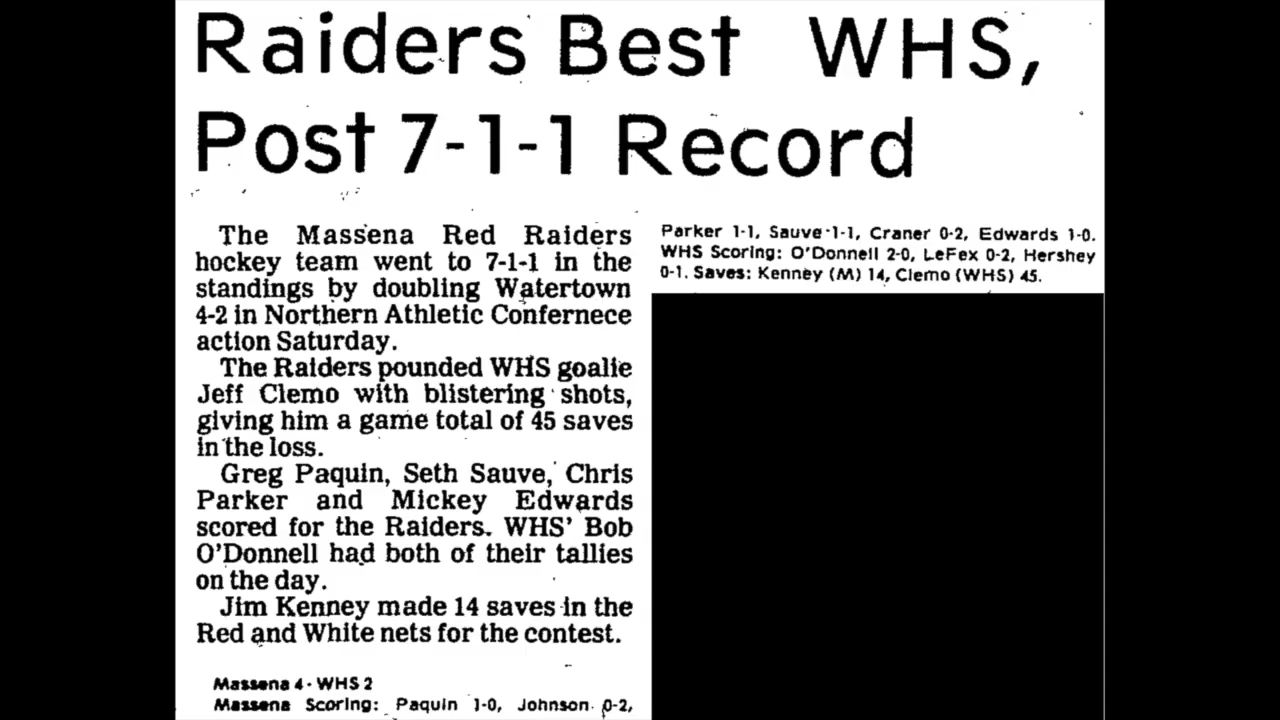 Raiders Best WHS,
Post 7-1-1 Record
The Massena Red Raiders
hockey team went to 7-1-1 in the
standings by doubling Watertown
4-2 in Northern Athletic Confernece
action Saturday.
The Raiders pounded WHS goalie
Jeff Clemo with blistering shots,
giving him a game total of 45 saves
in the loss.
Greg Paquin, Seth Sauve, Chris
Parker and Mickey Edwards
scored for the Raiders. WHS' Bob
O'Donnell had both of their tallies
on the day.
Jim Kenney made 14 saves in the
Red and White nets for the contest.
Massena 4 - WHS 2
Massena Scoring: Paquin 1-0, Johnson 0-2,
Parker 1-1, Sauve 1-1, Craner 0-2, Edwards 1-0.
WHS Scoring: O'Donnell 2-0, LeFex 0-2, Hershey
0-1. Saves: Kenney (M) 14, Clemo (WHS) 45.